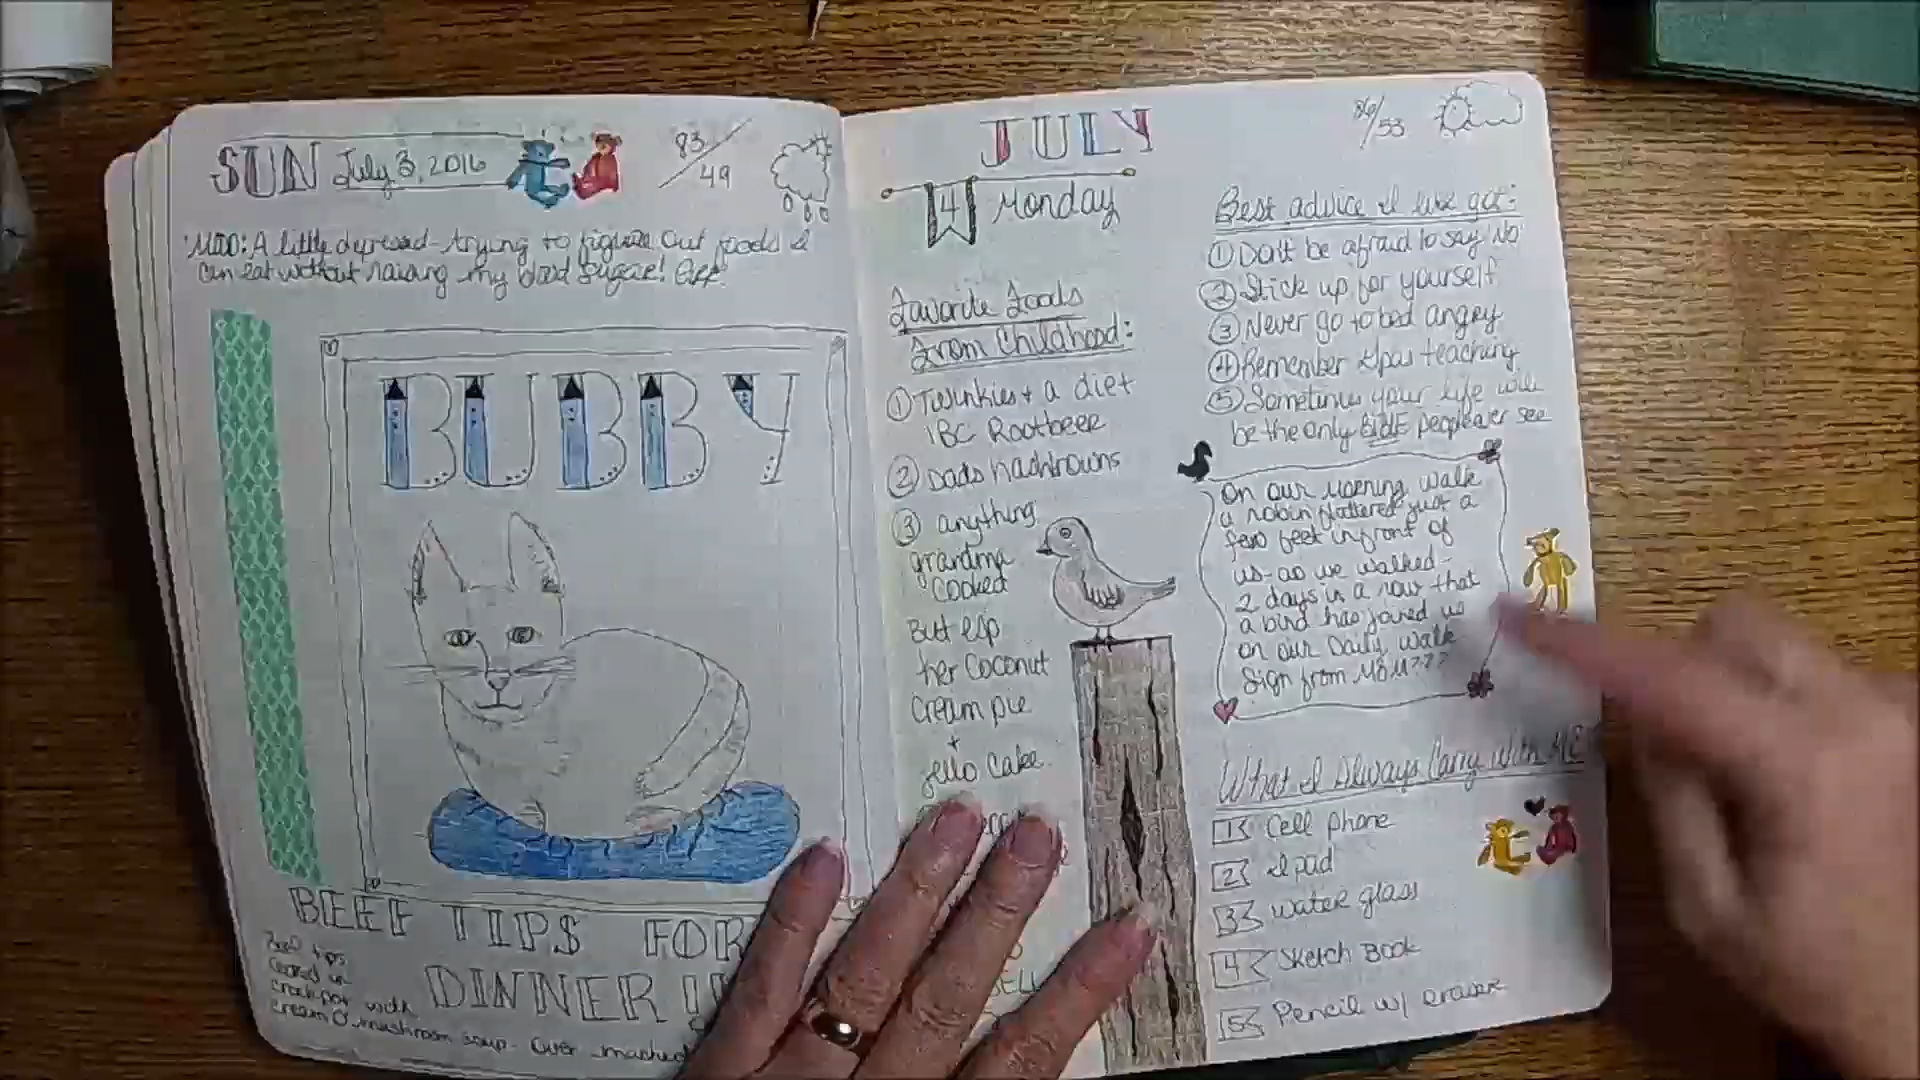 SUN July 3, 2016
83/49
A little depressed - trying to figure out foods I
can eat without raising my blood sugar!
BUBBY
BEEF TIPS FOR
DINNER!!
Beef tips
crock pot with
cream o' mushroom soup. Over mashed
JULY
4 Monday
86/53
Favorite Foods
From Childhood:
① Twinkies + a diet
IBC Rootbeer
② Dads hashbrowns
③ anything
grandma
cooked
But esp
her Coconut
Cream pie
+
Jello Cake
Best advice I've got:
① Don't be afraid to say No
② Stick up for yourself
③ Never go to bed angry
④ Remember teaching
⑤ Sometimes your life will
be the only BIBLE people ever see
On our morning walk
a robin fluttered just a
few feet in front of
us - as we walked -
2 days in a row that
a bird has joined us
on our Daily walk
Sign from MOM???
What I Always Carry with ME
1 Cell phone
2 Ipad
3 water glass
4 Sketch Book
5 Pencil w/ eraser